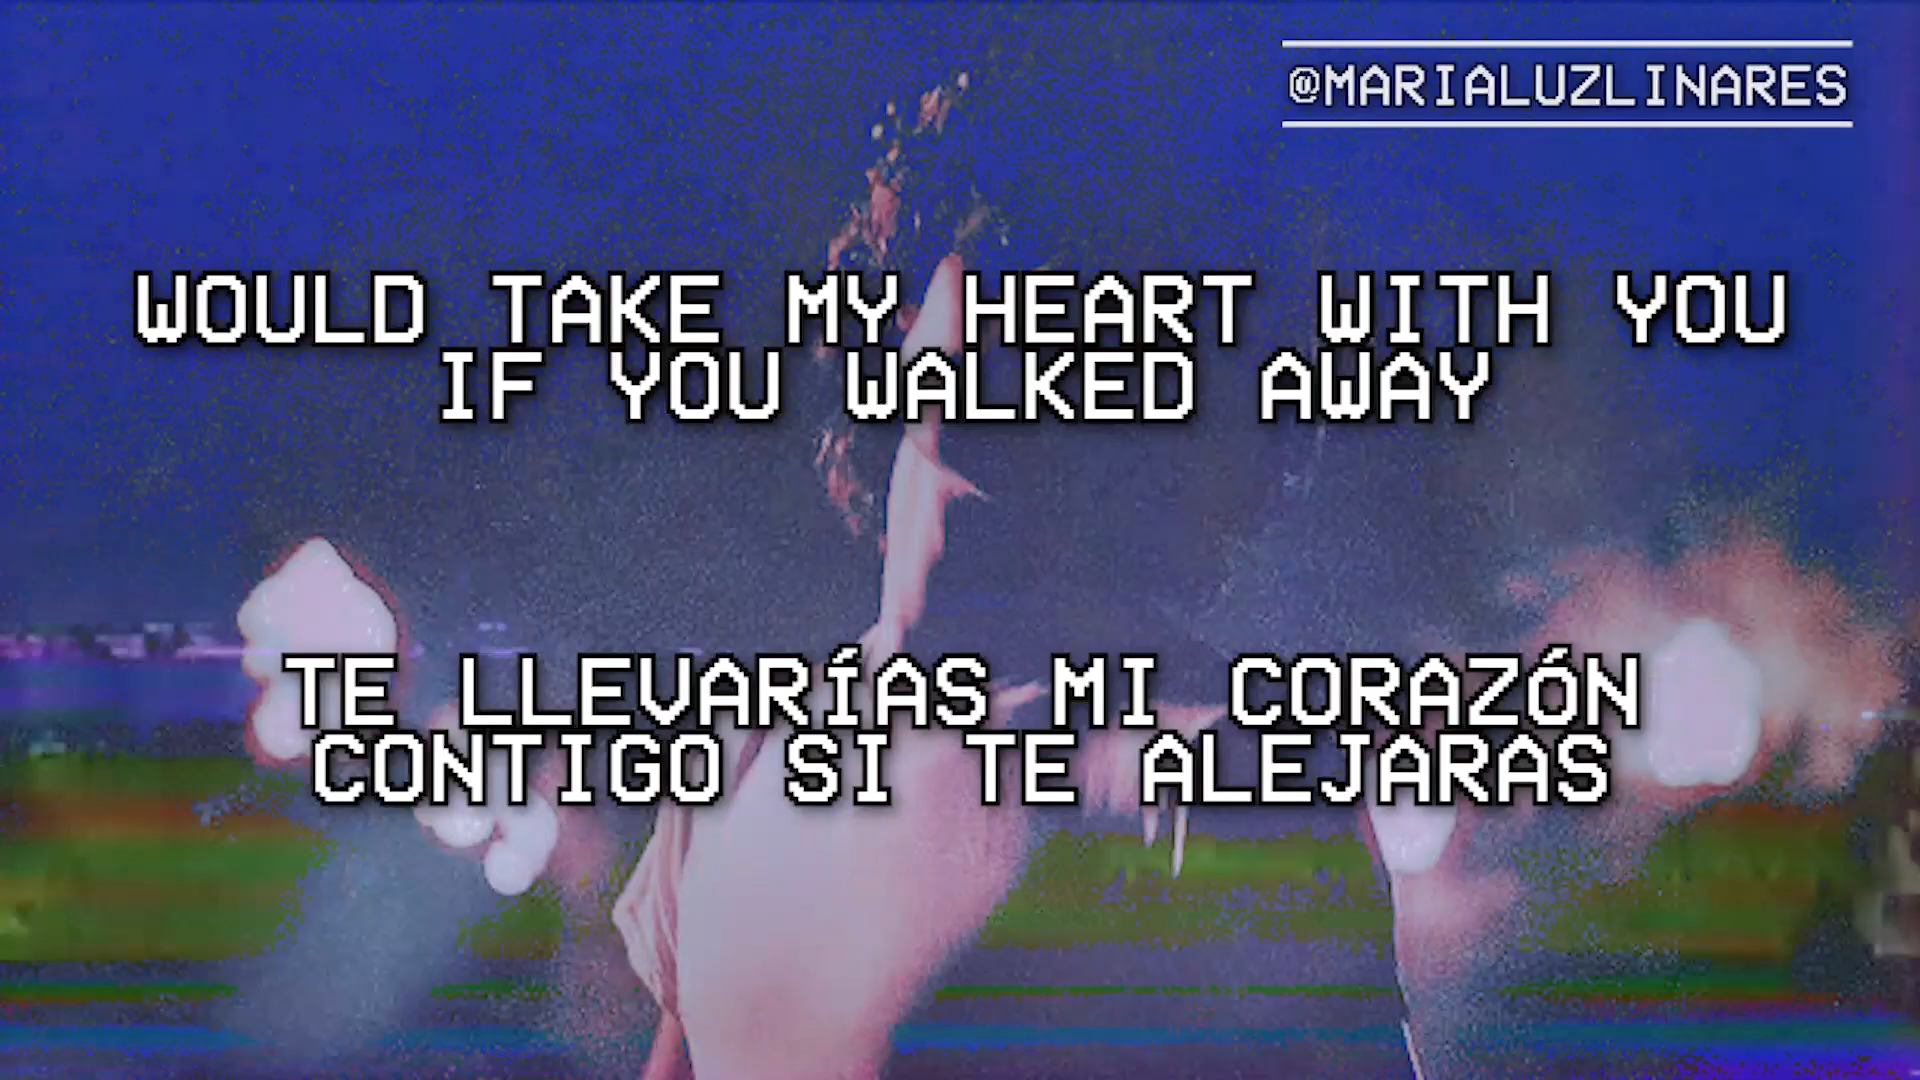 @MARIALUZLINARES
WOULD TAKE MY HEART WITH YOU
IF YOU WALKED AWAY
TE LLEVARÍAS MI CORAZÓN
CONTIGO SI TE ALEJARAS